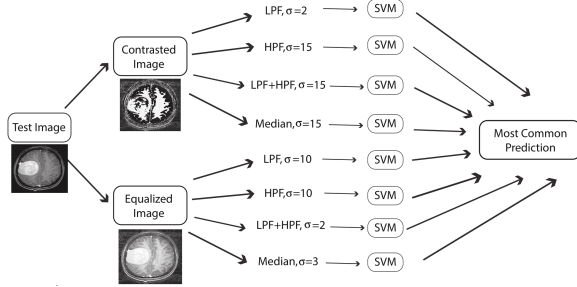 Test Image
Contrasted
Image
Equalized
Image
LPF, σ=2
HPF,σ=15
LPF+HPF, σ=15
Median,σ=15
LPF, σ=10
HPF,σ=10
LPF+HPF, σ=2
Median,σ=3
SVM
SVM
SVM
SVM
SVM
SVM
SVM
SVM
Most Common
Prediction